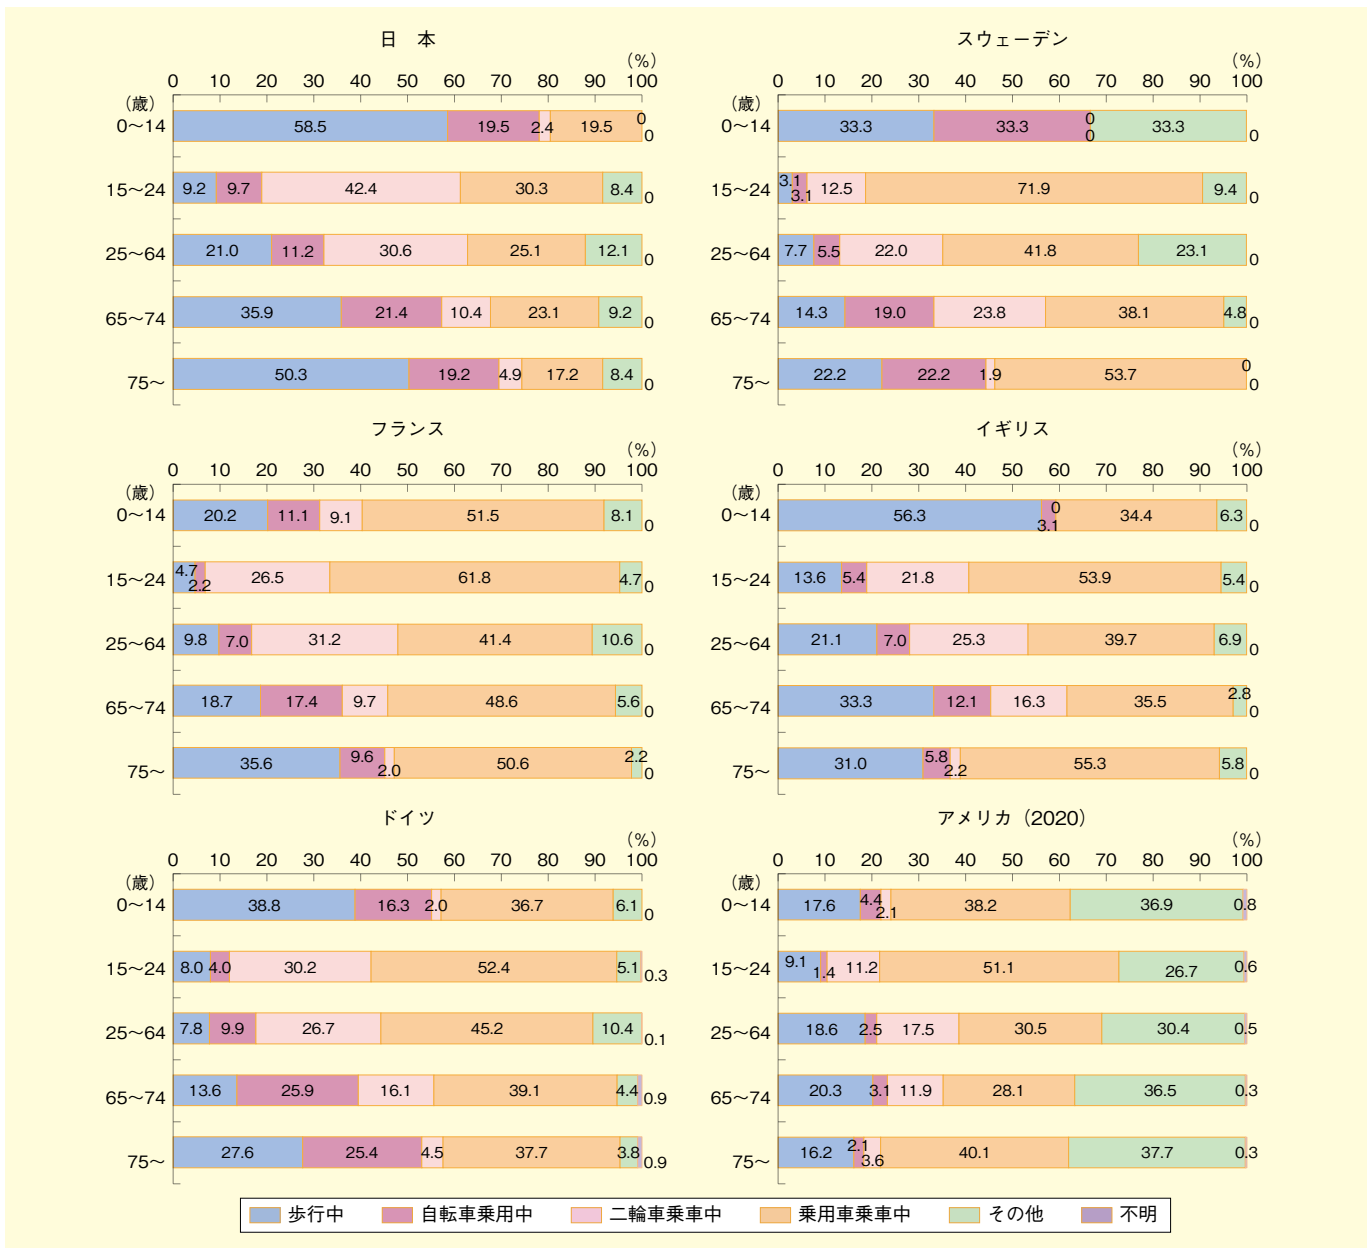 日　本
(%)
0 10 20 30 40 50 60 70 80 90 100
(歳)
0～14 58.5 19.5 2.4 19.5 0 0
15～24 9.2 9.7 42.4 30.3 8.4 0
25～64 21.0 11.2 30.6 25.1 12.1 0
65～74 35.9 21.4 10.4 23.1 9.2 0
75～ 50.3 19.2 4.9 17.2 8.4 0
スウェーデン
(%)
0 10 20 30 40 50 60 70 80 90 100
(歳)
0～14 33.3 33.3 0 0 33.3 0
15～24 3.1 3.1 12.5 71.9 9.4 0
25～64 7.7 5.5 22.0 41.8 23.1 0
65～74 14.3 19.0 23.8 38.1 4.8 0
75～ 22.2 22.2 1.9 53.7 0 0
フランス
(%)
0 10 20 30 40 50 60 70 80 90 100
(歳)
0～14 20.2 11.1 9.1 51.5 8.1 0
15～24 4.7 2.2 26.5 61.8 4.7 0
25～64 9.8 7.0 31.2 41.4 10.6 0
65～74 18.7 17.4 9.7 48.6 5.6 0
75～ 35.6 9.6 2.0 50.6 2.2 0
イギリス
(%)
0 10 20 30 40 50 60 70 80 90 100
(歳)
0～14 56.3 3.1 0 34.4 6.3 0
15～24 13.6 5.4 21.8 53.9 5.4 0
25～64 21.1 7.0 25.3 39.7 6.9 0
65～74 33.3 12.1 16.3 35.5 2.8 0
75～ 31.0 5.8 2.2 55.3 5.8 0
ドイツ
(%)
0 10 20 30 40 50 60 70 80 90 100
(歳)
0～14 38.8 16.3 2.0 36.7 6.1 0
15～24 8.0 4.0 30.2 52.4 5.1 0.3
25～64 7.8 9.9 26.7 45.2 10.4 0.1
65～74 13.6 25.9 16.1 39.1 4.4 0.9
75～ 27.6 25.4 4.5 37.7 3.8 0.9
アメリカ（2020）
(%)
0 10 20 30 40 50 60 70 80 90 100
(歳)
0～14 17.6 4.4 2.1 38.2 36.9 0.8
15～24 9.1 1.4 11.2 51.1 26.7 0.6
25～64 18.6 2.5 17.5 30.5 30.4 0.5
65～74 20.3 3.1 11.9 28.1 36.5 0.3
75～ 16.2 2.1 3.6 40.1 37.7 0.3
歩行中 自転車乗用中 二輪車乗車中 乗用車乗車中 その他 不明